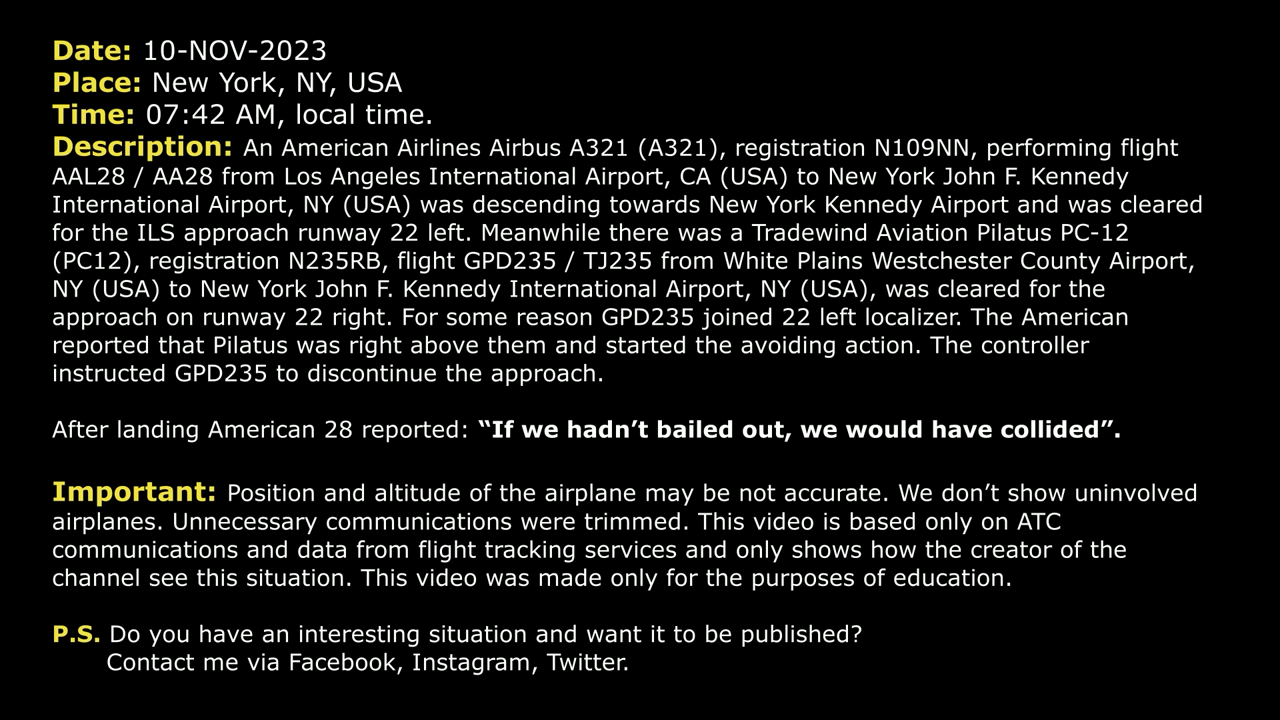 Date: 10-NOV-2023
Place: New York, NY, USA
Time: 07:42 AM, local time.
Description: An American Airlines Airbus A321 (A321), registration N109NN, performing flight
AAL28 / AA28 from Los Angeles International Airport, CA (USA) to New York John F. Kennedy
International Airport, NY (USA) was descending towards New York Kennedy Airport and was cleared
for the ILS approach runway 22 left. Meanwhile there was a Tradewind Aviation Pilatus PC-12
(PC12), registration N235RB, flight GPD235 / TJ235 from White Plains Westchester County Airport,
NY (USA) to New York John F. Kennedy International Airport, NY (USA), was cleared for the
approach on runway 22 right. For some reason GPD235 joined 22 left localizer. The American
reported that Pilatus was right above them and started the avoiding action. The controller
instructed GPD235 to discontinue the approach.
After landing American 28 reported: “If we hadn’t bailed out, we would have collided”.
Important: Position and altitude of the airplane may be not accurate. We don’t show uninvolved
airplanes. Unnecessary communications were trimmed. This video is based only on ATC
communications and data from flight tracking services and only shows how the creator of the
channel see this situation. This video was made only for the purposes of education.
P.S. Do you have an interesting situation and want it to be published?
Contact me via Facebook, Instagram, Twitter.